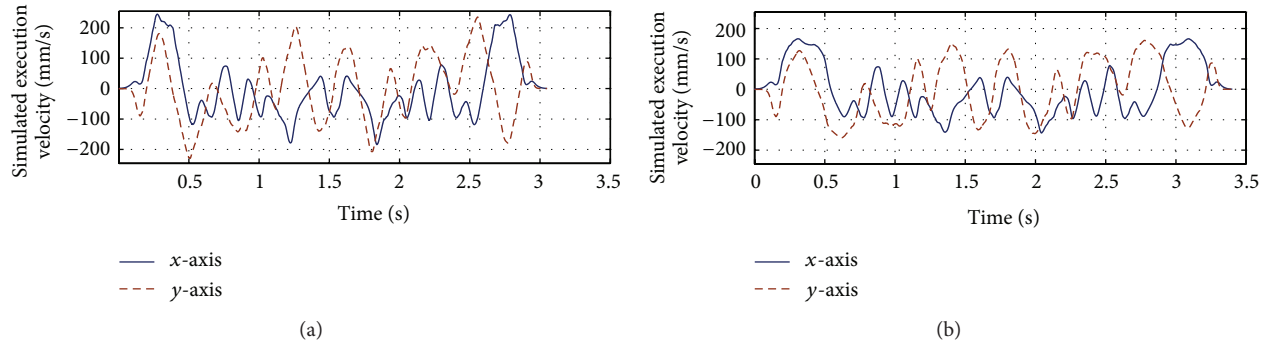 Simulated execution
velocity (mm/s)
200
100
0
−100
−200
0.5 1 1.5 2 2.5 3 3.5
Time (s)
x-axis
y-axis
(a)
Simulated execution
velocity (mm/s)
200
100
0
−100
−200
0 0.5 1 1.5 2 2.5 3 3.5
Time (s)
x-axis
y-axis
(b)